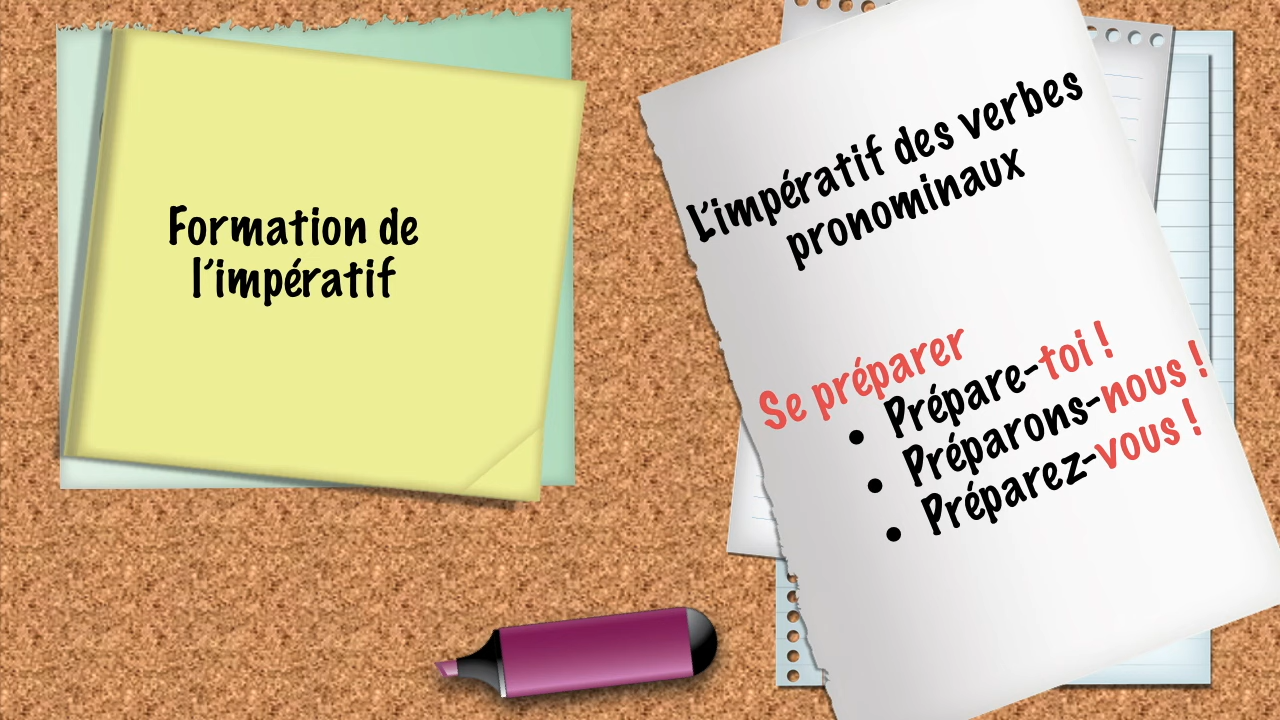 Formation de
l'impératif
L'impératif des verbes
pronominaux
Se préparer
• Prépare-toi !
• Préparons-nous !
• Préparez-vous !